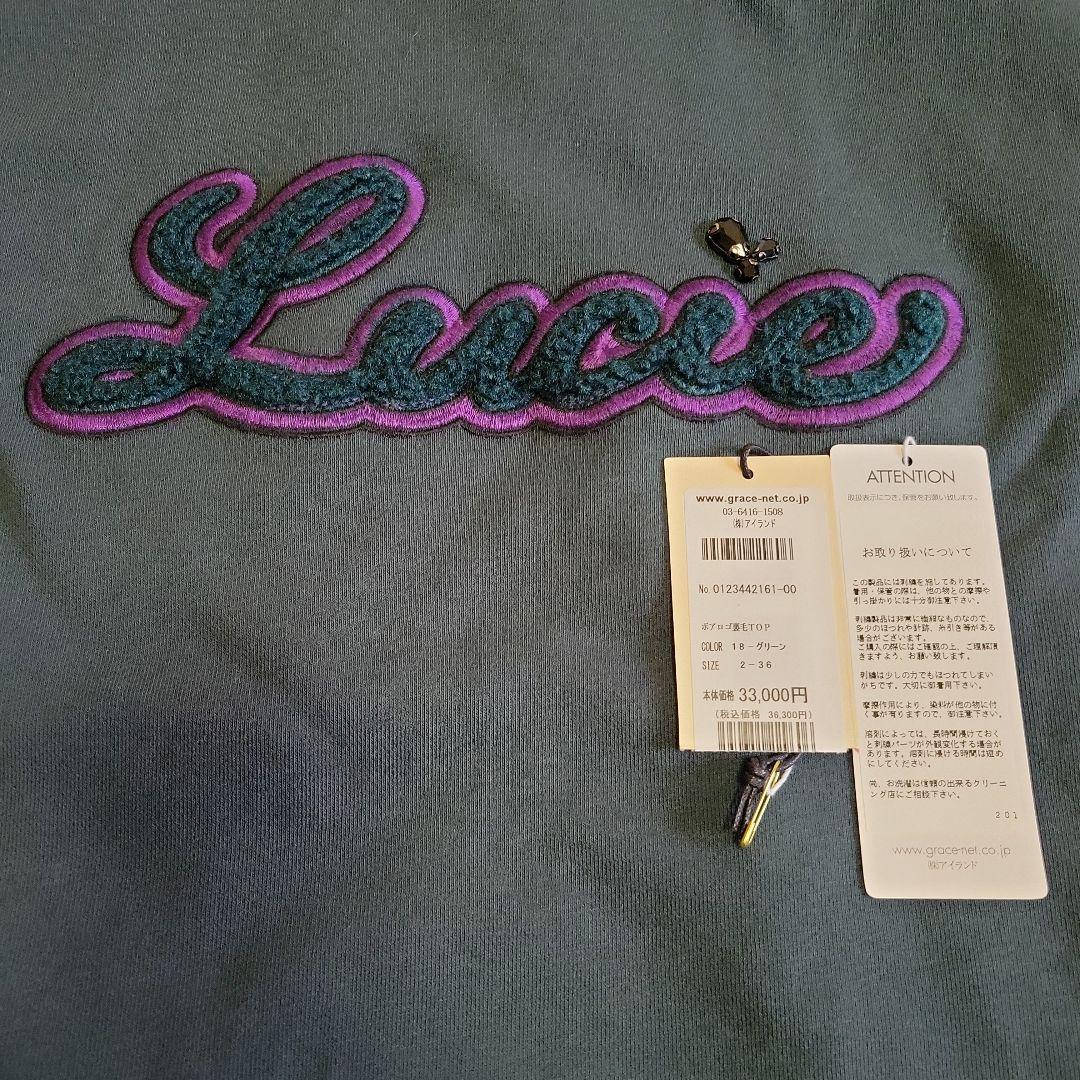 Lucie
www.grace-net.co.jp
03-6416-1508
(株)アイランド
No.0123442161-00
ボアロゴ裏毛TOP
COLOR 18-グリーン
SIZE 2-36
本体価格 33,000円
(税込価格 36,300円)
ATTENTION
取扱表示につき、保管をお願い致します。
お取り扱いについて
この製品には刺繍を施してあります。
着用・保管の際は、他の物との摩擦や
引っ掛かりには十分御注意下さい。
刺繍製品は非常に繊細なものなので、
多少のほつれや針跡、糸引き等がある
場合がございます。
ご購入の際にはご確認の上、ご理解頂
きますよう、お願い致します。
刺繍は少しの力でもほつれてしまい
がちです。大切に御着用下さい。
摩擦作用により、染料が他の物に付
く事が有りますので、御注意下さい。
溶剤によっては、長時間浸けておく
と刺繍パーツが外観変化する場合が
あります。溶剤に浸ける時間は短め
にしてください。
尚、お洗濯は信頼の出来るクリーニ
ング店にご相談下さい。
201
www.grace-net.co.jp
㈱アイランド